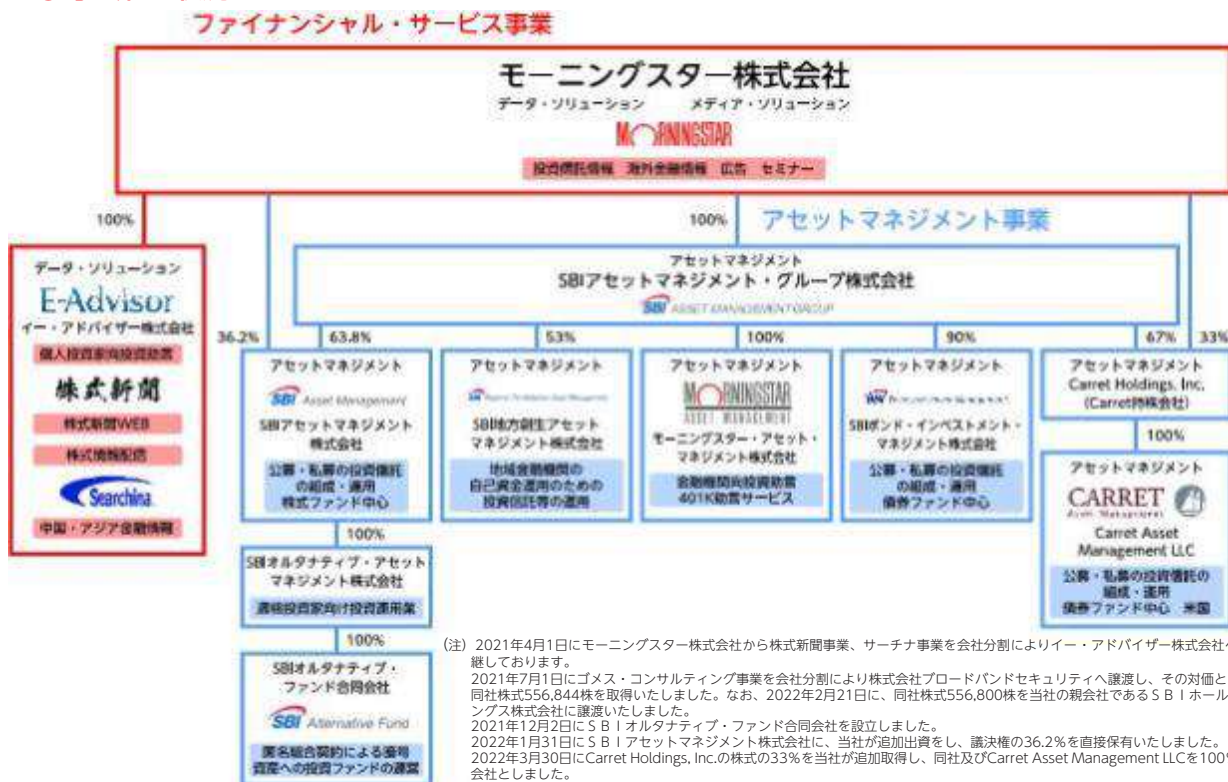 ファイナンシャル・サービス事業
モーニングスター株式会社
データ・ソリューション　メディア・ソリューション
MORNINGSTAR
投資信託情報　海外金融情報　広告　セミナー
100%
100%
アセットマネジメント事業
データ・ソリューション
E-Advisor
イー・アドバイザー株式会社
個人投資家向投資助言
株式新聞
株式新聞WEB
株式情報配信
Searchina
中国・アジア金融情報
アセットマネジメント
SBIアセットマネジメント・グループ株式会社
SBI ASSET MANAGEMENT GROUP
36.2%
63.8%
53%
100%
90%
67%
33%
アセットマネジメント
SBI Asset Management
SBIアセットマネジメント
株式会社
公募・私募の投資信託
の組成・運用
株式ファンド中心
100%
SBIオルタナティブ・アセット
マネジメント株式会社
適格投資家向け投資運用業
100%
SBIオルタナティブ・
ファンド合同会社
SBI Alternative Fund
匿名組合契約による暗号
資産への投資ファンドの運営
アセットマネジメント
SBI地方創生アセット
マネジメント株式会社
地域金融機関の
自己資金運用のための
投資信託等の運用
アセットマネジメント
MORNINGSTAR
ASSET MANAGEMENT
モーニングスター・アセット・
マネジメント株式会社
金融機関向投資助言
401K助言サービス
アセットマネジメント
SBIボンド・インベストメント・
マネジメント株式会社
公募・私募の投資信託
の組成・運用
債券ファンド中心
アセットマネジメント
Carret Holdings, Inc.
(Carret持株会社)
100%
アセットマネジメント
CARRET
Asset Management
Carret Asset
Management LLC
公募・私募の投資信託の
組成・運用
債券ファンド中心　米国
(注) 2021年4月1日にモーニングスター株式会社から株式新聞事業、サーチナ事業を会社分割によりイー・アドバイザー株式会社へ
継しております。
2021年7月1日にゴメス・コンサルティング事業を会社分割により株式会社ブロードバンドセキュリティへ譲渡し、その対価と
同社株式556,844株を取得いたしました。なお、2022年2月21日に、同社株式556,800株を当社の親会社であるＳＢＩホール
ングス株式会社に譲渡いたしました。
2021年12月2日にＳＢＩオルタナティブ・ファンド合同会社を設立しました。
2022年1月31日にＳＢＩアセットマネジメント株式会社に、当社が追加出資をし、議決権の36.2%を直接保有いたしました。
2022年3月30日にCarret Holdings, Inc.の株式の33%を当社が追加取得し、同社及びCarret Asset Management LLCを100
会社としました。